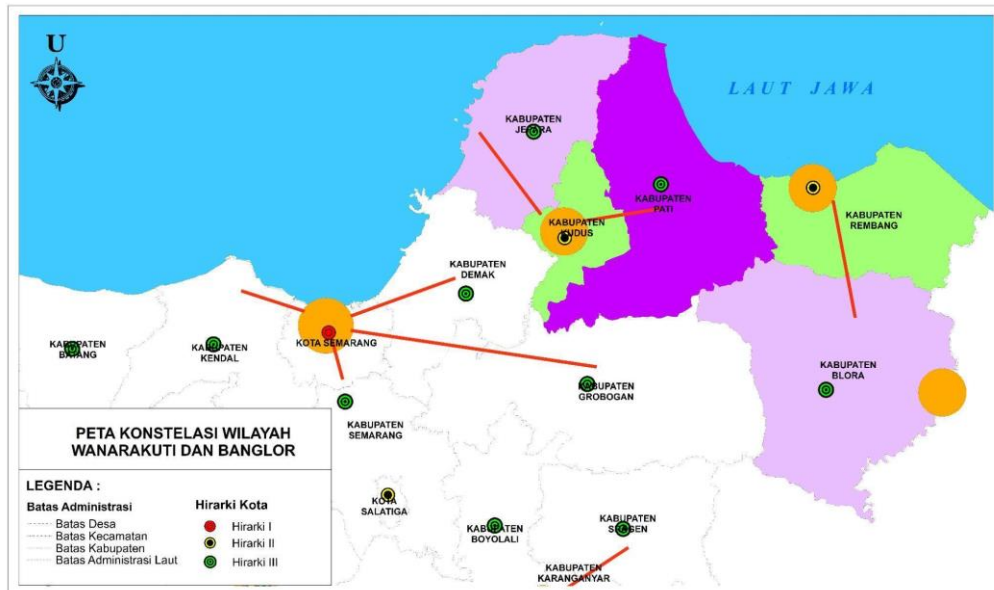 U
LAUT JAWA
KABUPATEN
JEPARA
KABUPATEN
PATI
KABUPATEN
KUDUS
KABUPATEN
REMBANG
KABUPATEN
DEMAK
KOTA SEMARANG
KABUPATEN
BATANG
KABUPATEN
KENDAL
KABUPATEN
GROBOGAN
KABUPATEN
BLORA
KABUPATEN
SEMARANG
KOTA
SALATIGA
KABUPATEN
BOYOLALI
KABUPATEN
SRAGEN
KABUPATEN
KARANGANYAR
PETA KONSTELASI WILAYAH
WANARAKUTI DAN BANGLOR
LEGENDA :
Batas Administrasi
Batas Desa
Batas Kecamatan
Batas Kabupaten
Batas Administrasi Laut
Hirarki Kota
Hirarki I
Hirarki II
Hirarki III